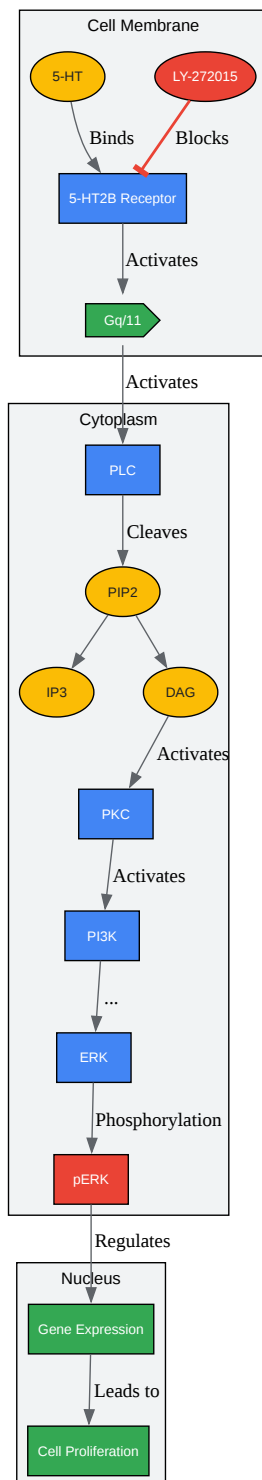 Cell Membrane
5-HT
LY-272015
Binds
Blocks
5-HT2B Receptor
Activates
Gq/11
Activates
Cytoplasm
PLC
Cleaves
PIP2
IP3
DAG
Activates
PKC
Activates
PI3K
...
ERK
Phosphorylation
pERK
Regulates
Nucleus
Gene Expression
Leads to
Cell Proliferation